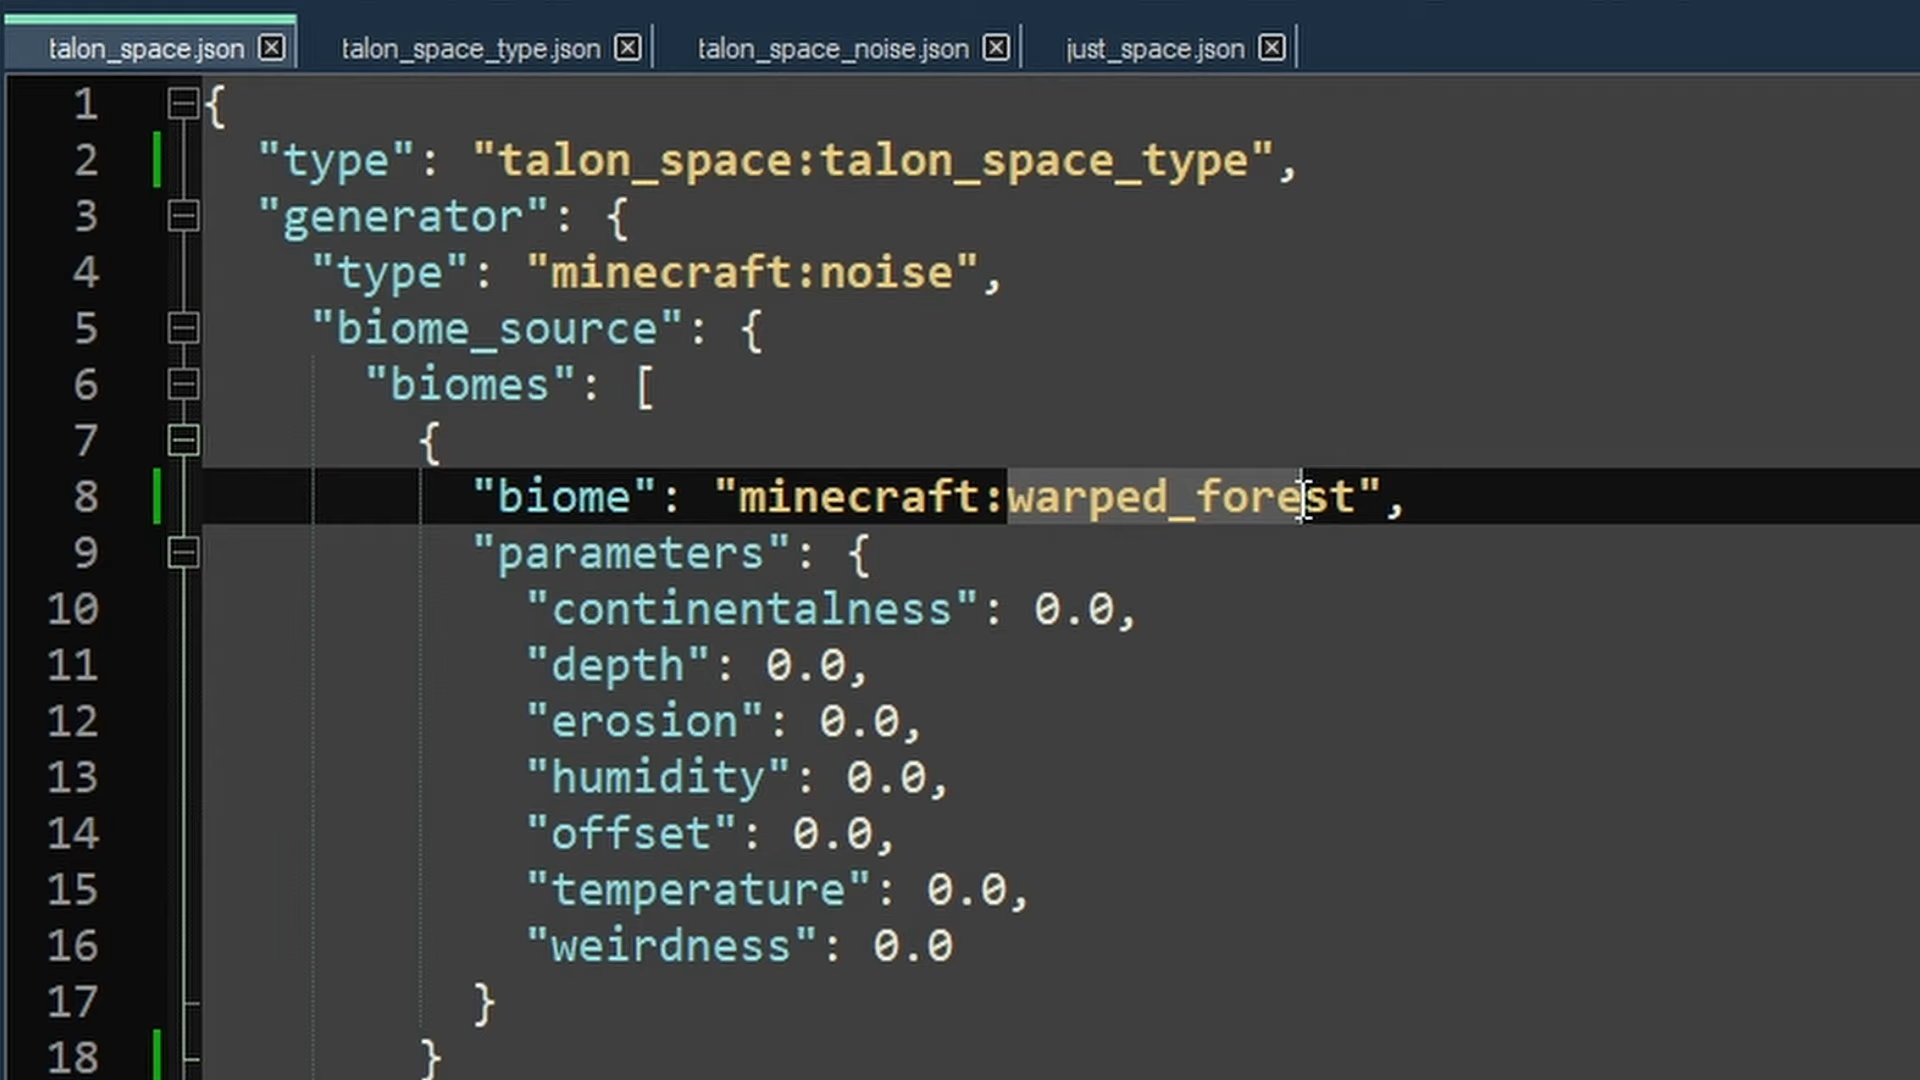 talon_space.json talon_space_type.json talon_space_noise.json just_space.json
1 {
2 "type": "talon_space:talon_space_type",
3 "generator": {
4 "type": "minecraft:noise",
5 "biome_source": {
6 "biomes": [
7 {
8 "biome": "minecraft:warped_forest",
9 "parameters": {
10 "continentalness": 0.0,
11 "depth": 0.0,
12 "erosion": 0.0,
13 "humidity": 0.0,
14 "offset": 0.0,
15 "temperature": 0.0,
16 "weirdness": 0.0
17 }
18 }